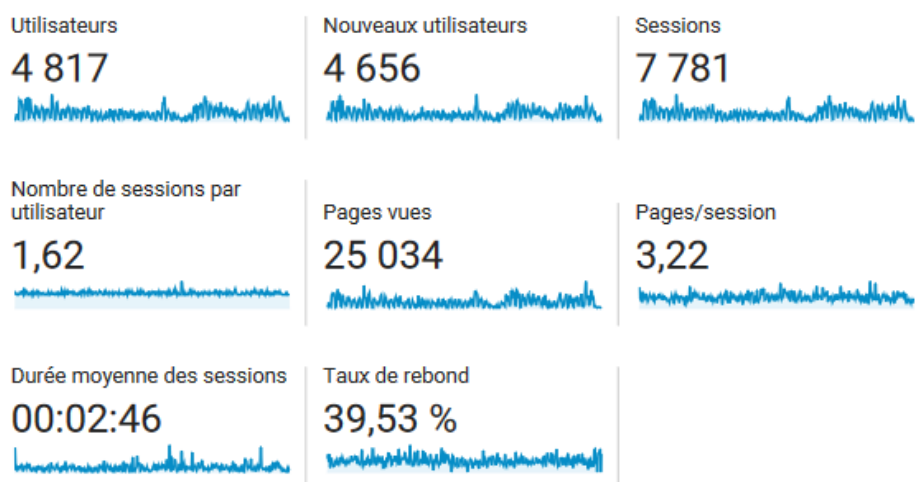 Utilisateurs
4 817
Nouveaux utilisateurs
4 656
Sessions
7 781
Nombre de sessions par
utilisateur
1,62
Pages vues
25 034
Pages/session
3,22
Durée moyenne des sessions
00:02:46
Taux de rebond
39,53 %